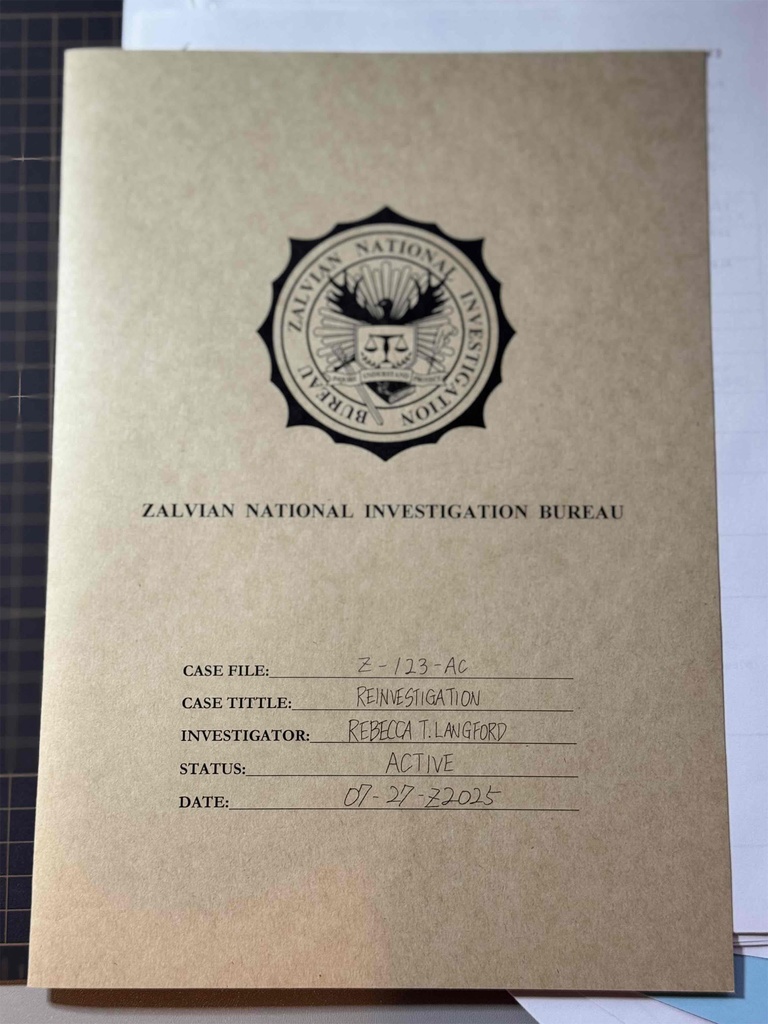 ZALVIAN NATIONAL INVESTIGATION BUREAU
UNDERSTAND
ZALVIAN NATIONAL INVESTIGATION BUREAU
CASE FILE: Z-123-AC
CASE TITTLE: REINVESTIGATION
INVESTIGATOR: REBECCA T. LANGFORD
STATUS: ACTIVE
DATE: 07-27-Z2025